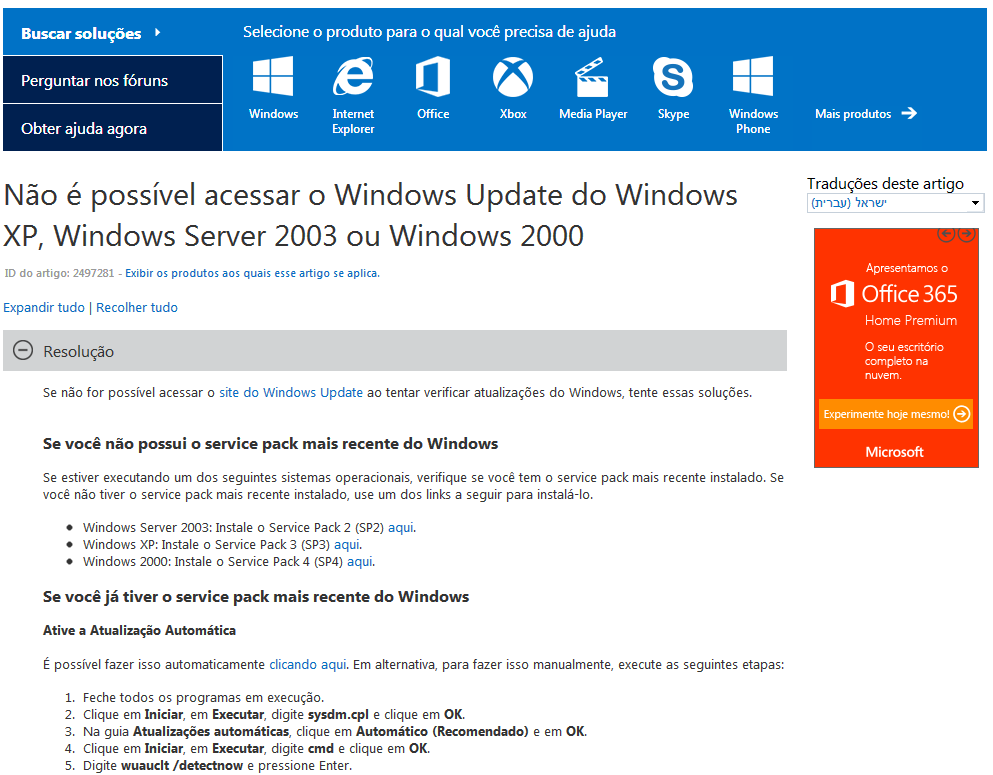 Buscar soluções
Perguntar nos fóruns
Obter ajuda agora
Selecione o produto para o qual você precisa de ajuda
Windows
Internet
Explorer
Office
Xbox
Media Player
Skype
Windows
Phone
Mais produtos
Não é possível acessar o Windows Update do Windows
XP, Windows Server 2003 ou Windows 2000
ID do artigo: 2497281 - Exibir os produtos aos quais esse artigo se aplica.
Expandir tudo | Recolher tudo
Resolução
Se não for possível acessar o site do Windows Update ao tentar verificar atualizações do Windows, tente essas soluções.
Se você não possui o service pack mais recente do Windows
Se estiver executando um dos seguintes sistemas operacionais, verifique se você tem o service pack mais recente instalado. Se
você não tiver o service pack mais recente instalado, use um dos links a seguir para instalá-lo.
• Windows Server 2003: Instale o Service Pack 2 (SP2) aqui.
• Windows XP: Instale o Service Pack 3 (SP3) aqui.
• Windows 2000: Instale o Service Pack 4 (SP4) aqui.
Se você já tiver o service pack mais recente do Windows
Ative a Atualização Automática
É possível fazer isso automaticamente clicando aqui. Em alternativa, para fazer isso manualmente, execute as seguintes etapas:
1. Feche todos os programas em execução.
2. Clique em Iniciar, em Executar, digite sysdm.cpl e clique em OK.
3. Na guia Atualizações automáticas, clique em Automático (Recomendado) e em OK.
4. Clique em Iniciar, em Executar, digite cmd e clique em OK.
5. Digite wuauclt /detectnow e pressione Enter.
Traduções deste artigo
ישראל (עברית)
Apresentamos o
Office 365
Home Premium
O seu escritório
completo na
nuvem.
Experimente hoje mesmo!
Microsoft